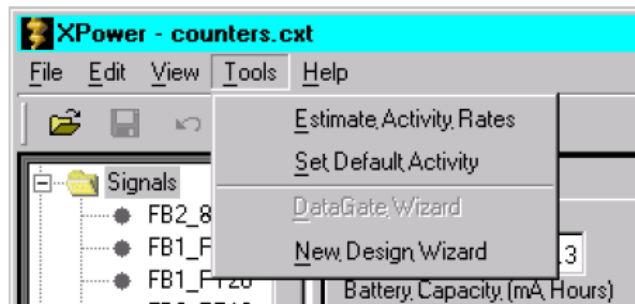 XPower - counters.cxt
File Edit View Tools Help
Estimate Activity Rates
Set Default Activity
DataGate Wizard
New Design Wizard
Signals
FB2_8
FB1_F
.3
Battery Capacity (mA Hours)